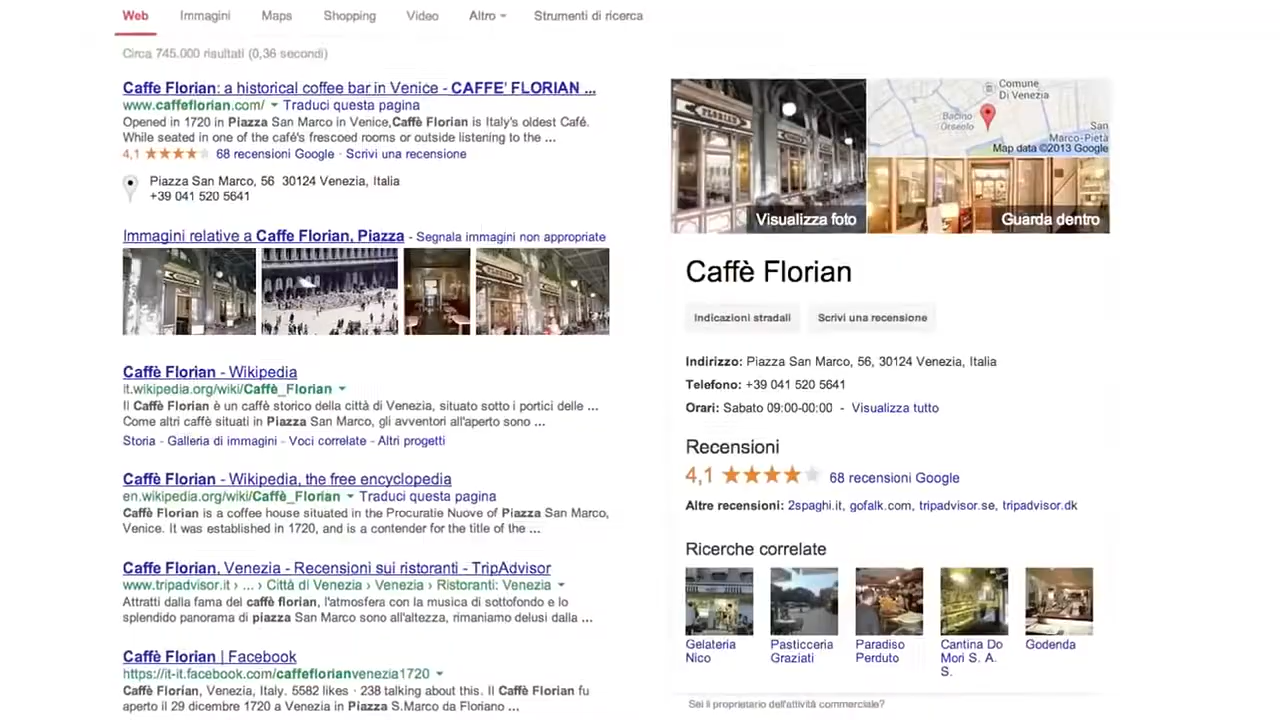 Web Immagini Maps Shopping Video Altro Strumenti di ricerca
Circa 745.000 risultati (0,36 secondi)
Caffe Florian: a historical coffee bar in Venice - CAFFE' FLORIAN ...
www.caffeflorian.com/ Traduci questa pagina
Opened in 1720 in Piazza San Marco in Venice,Caffè Florian is Italy's oldest Café.
While seated in one of the café's frescoed rooms or outside listening to the ...
4,1 68 recensioni Google · Scrivi una recensione
Piazza San Marco, 56 30124 Venezia, Italia
+39 041 520 5641
Immagini relative a Caffe Florian, Piazza - Segnala immagini non appropriate
FLORIAN
Caffè Florian - Wikipedia
it.wikipedia.org/wiki/Caffè_Florian
Il Caffè Florian è un caffè storico della città di Venezia, situato sotto i portici delle ...
Come altri caffè situati in Piazza San Marco, gli avventori all'aperto sono ...
Storia - Galleria di immagini - Voci correlate - Altri progetti
Caffè Florian - Wikipedia, the free encyclopedia
en.wikipedia.org/wiki/Caffè_Florian Traduci questa pagina
Caffè Florian is a coffee house situated in the Procuratie Nuove of Piazza San Marco,
Venice. It was established in 1720, and is a contender for the title of the ...
Caffe Florian, Venezia - Recensioni sui ristoranti - TripAdvisor
www.tripadvisor.it › ... › Città di Venezia › Venezia › Ristoranti: Venezia
Attratti dalla fama del caffè florian, l'atmosfera con la musica di sottofondo e lo
splendido panorama di piazza San Marco sono all'altezza, rimaniamo delusi dalla ...
Caffè Florian | Facebook
https://it-it.facebook.com/caffeflorianvenezia1720
Caffè Florian, Venezia, Italy. 5582 likes · 238 talking about this. Il Caffè Florian fu
aperto il 29 dicembre 1720 a Venezia in Piazza S.Marco da Floriano ...
FLORIAN
Visualizza foto
Comune
Di Venezia
Bacino
Orseolo
San
Marco-Pietà
Map data ©2013 Google
Guarda dentro
Caffè Florian
Indicazioni stradali Scrivi una recensione
Indirizzo: Piazza San Marco, 56, 30124 Venezia, Italia
Telefono: +39 041 520 5641
Orari: Sabato 09:00-00:00 - Visualizza tutto
Recensioni
4,1 68 recensioni Google
Altre recensioni: 2spaghi.it, gofalk.com, tripadvisor.se, tripadvisor.dk
Ricerche correlate
Gelateria Nico
Pasticceria Graziati
Paradiso Perduto
Cantina Do Mori S. A. S.
Godenda
Sei il proprietario dell'attività commerciale?